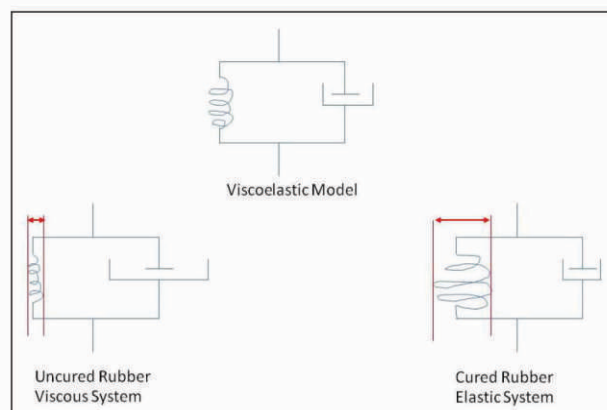 Viscoelastic Model
Uncured Rubber
Viscous System
Cured Rubber
Elastic System